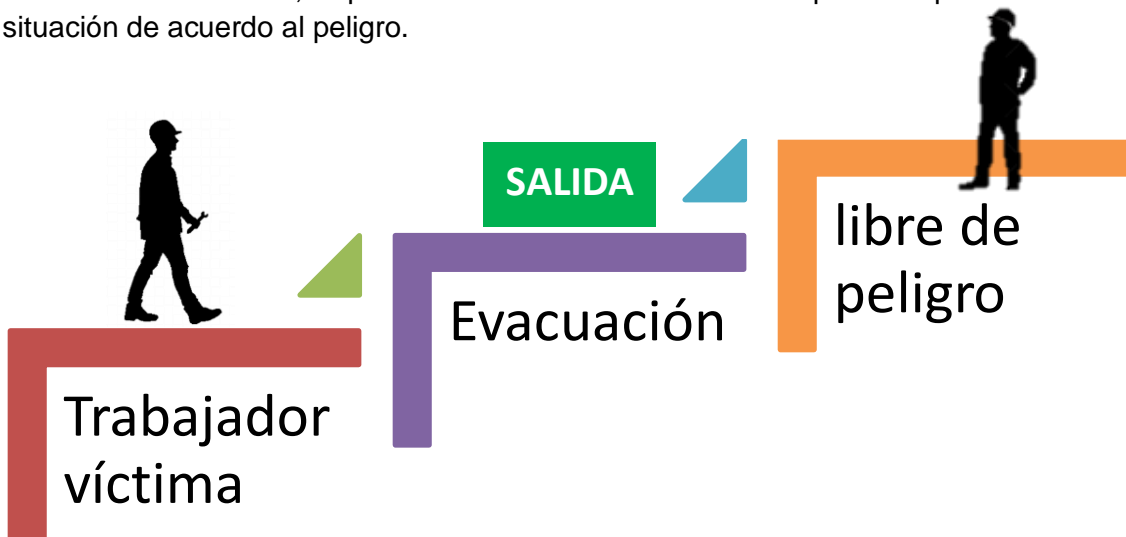 situación de acuerdo al peligro.
SALIDA
libre de
peligro
Evacuación
Trabajador
víctima